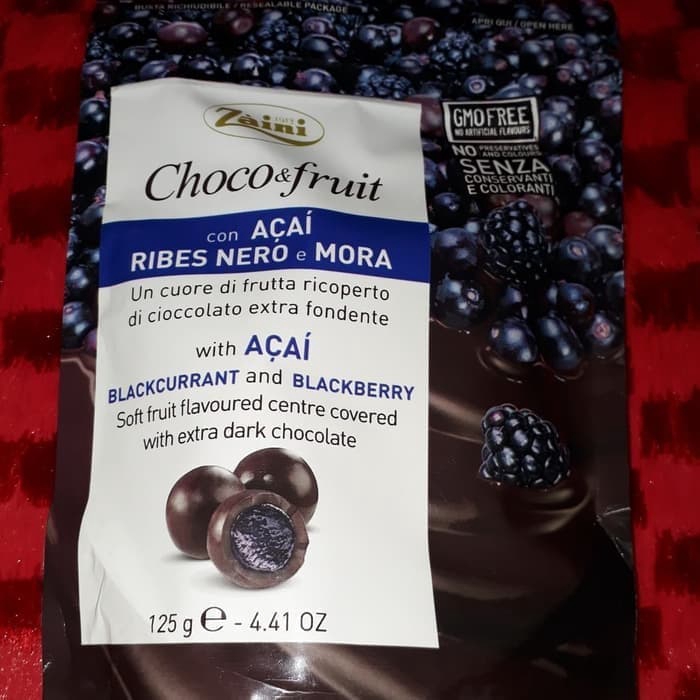 BUSTA RICHIUDIBILE / RESEALABLE PACKAGE
APRI QUI / OPEN HERE
Zàini
1913
Choco&fruit
con AÇAÍ
RIBES NERO e MORA
Un cuore di frutta ricoperto
di cioccolato extra fondente
with AÇAÍ
BLACKCURRANT and BLACKBERRY
Soft fruit flavoured centre covered
with extra dark chocolate
125 g ℮ - 4.41 OZ
GMO FREE
NO ARTIFICIAL FLAVOURS
NO PRESERVATIVES
AND COLOURS
SENZA
CONSERVANTI
E COLORANTI